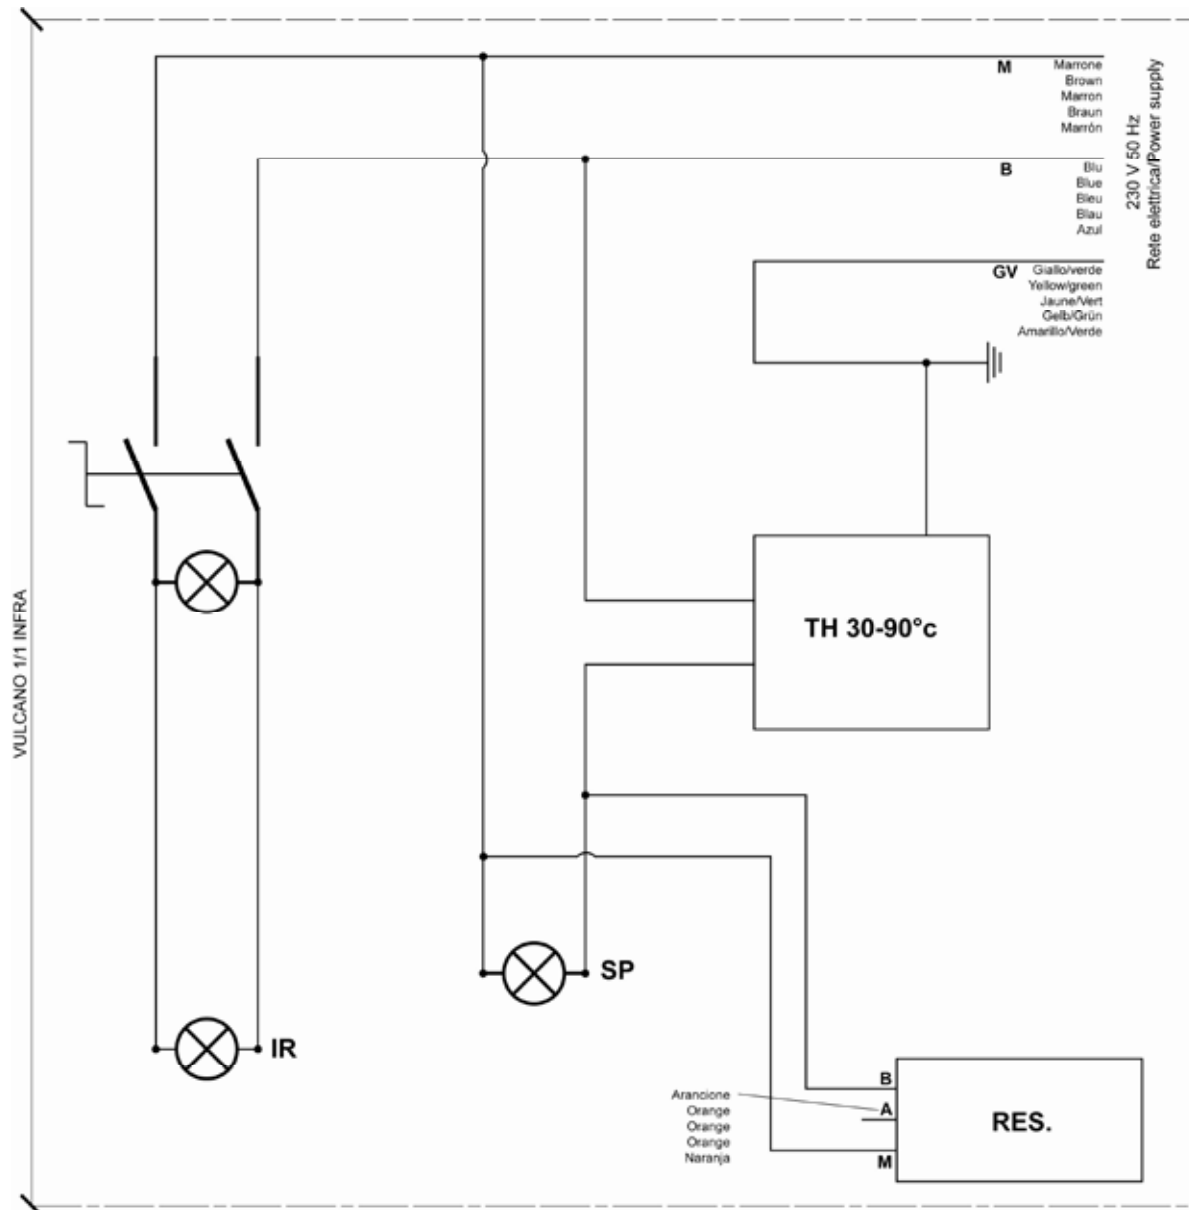 M
Marrone
Brown
Marron
Braun
Marrón
B
Blu
Blue
Bleu
Blau
Azul
230 V 50 Hz
Rete elettrica/Power supply
GV
Giallo/verde
Yellow/green
Jaune/Vert
Gelb/Grün
Amarillo/Verde
TH 30-90°c
VULCANO 1/1 INFRA
SP
IR
Arancione
Orange
Orange
Orange
Naranja
B
A
M
RES.